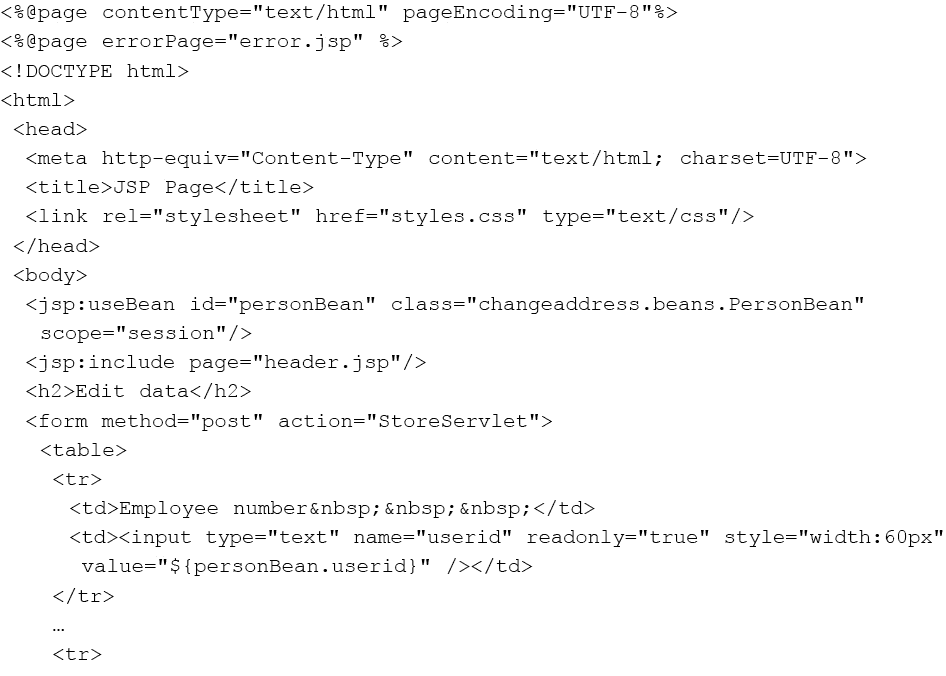 <%@page contentType="text/html" pageEncoding="UTF-8"%>
<%@page errorPage="error.jsp" %>
<!DOCTYPE html>
<html>
 <head>
  <meta http-equiv="Content-Type" content="text/html; charset=UTF-8">
  <title>JSP Page</title>
  <link rel="stylesheet" href="styles.css" type="text/css"/>
 </head>
 <body>
  <jsp:useBean id="personBean" class="changeaddress.beans.PersonBean"
   scope="session"/>
  <jsp:include page="header.jsp"/>
  <h2>Edit data</h2>
  <form method="post" action="StoreServlet">
   <table>
    <tr>
     <td>Employee number&nbsp;&nbsp;&nbsp;</td>
     <td><input type="text" name="userid" readonly="true" style="width:60px"
      value="${personBean.userid}" /></td>
    </tr>
    …
    <tr>